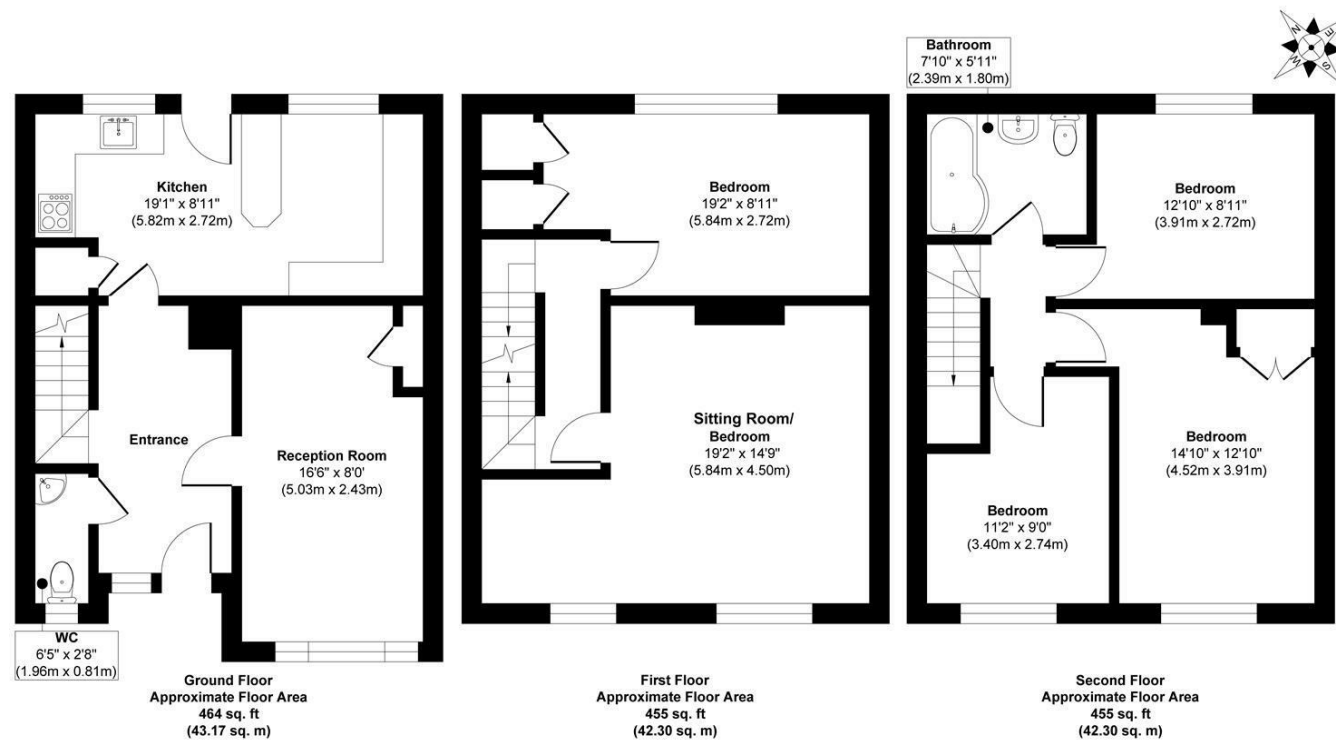 Bathroom
7'10" x 5'11"
(2.39m x 1.80m)
N
E
S
W
Kitchen
19'1" x 8'11"
(5.82m x 2.72m)
Bedroom
19'2" x 8'11"
(5.84m x 2.72m)
Bedroom
12'10" x 8'11"
(3.91m x 2.72m)
Entrance
Reception Room
16'6" x 8'0'
(5.03m x 2.43m)
Sitting Room/
Bedroom
19'2" x 14'9"
(5.84m x 4.50m)
Bedroom
14'10" x 12'10"
(4.52m x 3.91m)
Bedroom
11'2" x 9'0"
(3.40m x 2.74m)
WC
6'5" x 2'8"
(1.96m x 0.81m)
Ground Floor
Approximate Floor Area
464 sq. ft
(43.17 sq. m)
First Floor
Approximate Floor Area
455 sq. ft
(42.30 sq. m)
Second Floor
Approximate Floor Area
455 sq. ft
(42.30 sq. m)